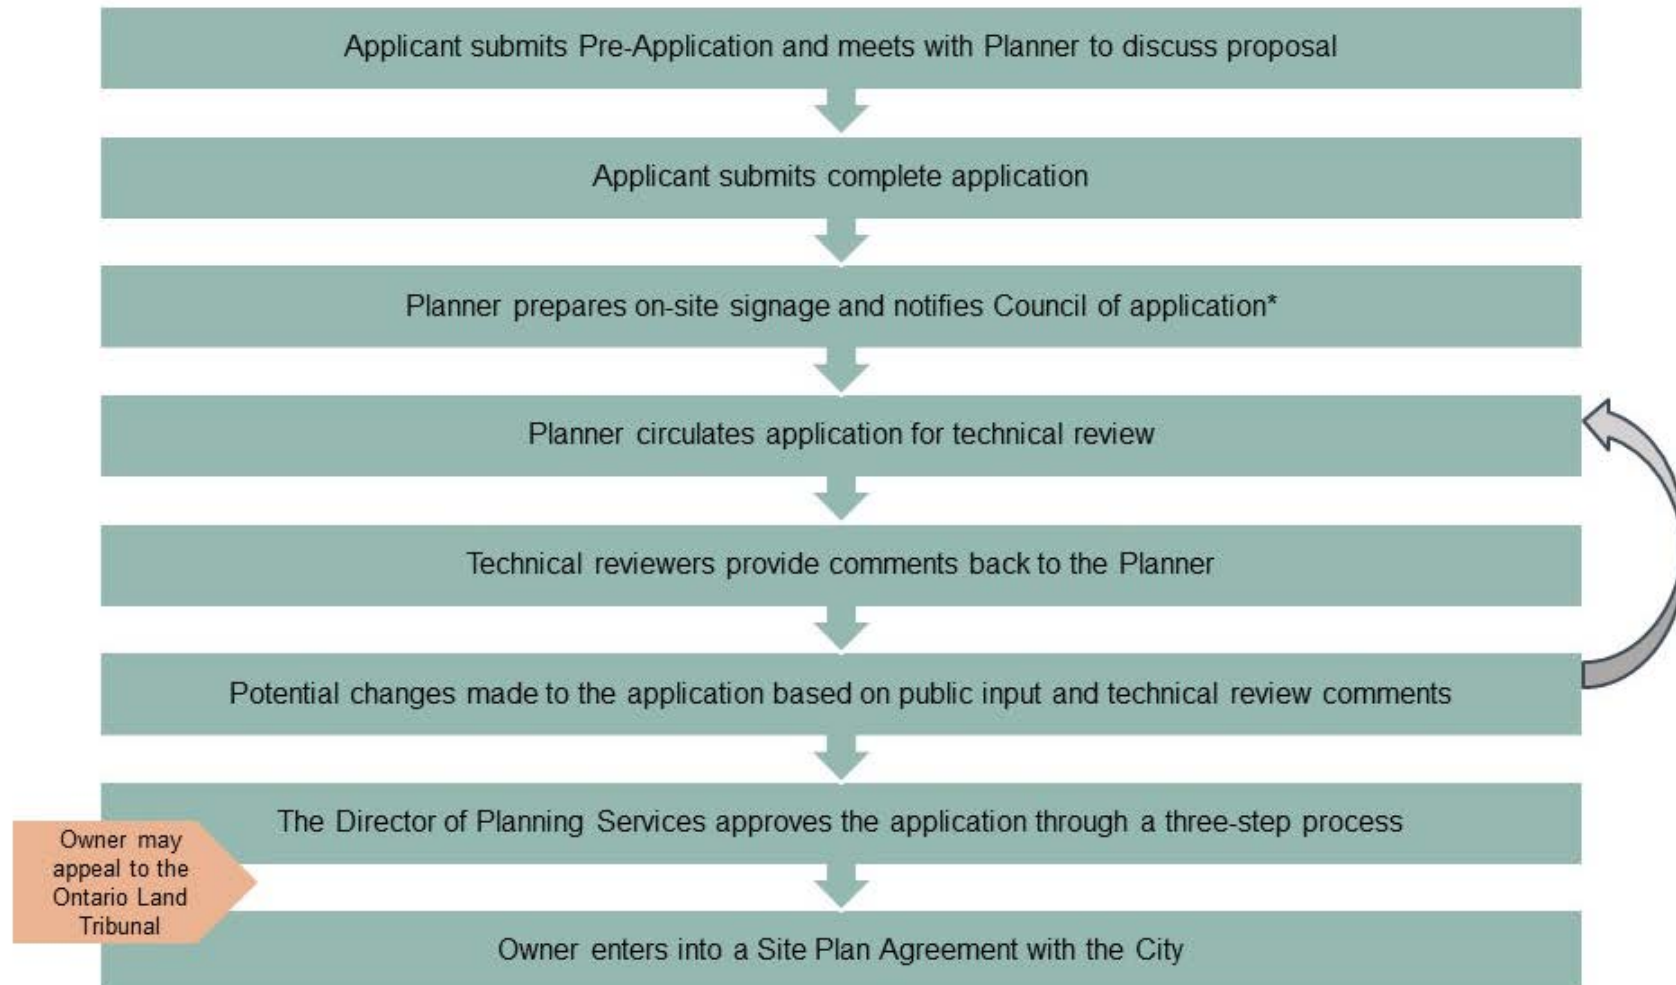 Applicant submits Pre-Application and meets with Planner to discuss proposal
Applicant submits complete application
Planner prepares on-site signage and notifies Council of application*
Planner circulates application for technical review
Technical reviewers provide comments back to the Planner
Potential changes made to the application based on public input and technical review comments
The Director of Planning Services approves the application through a three-step process
Owner may
appeal to the
Ontario Land
Tribunal
Owner enters into a Site Plan Agreement with the City